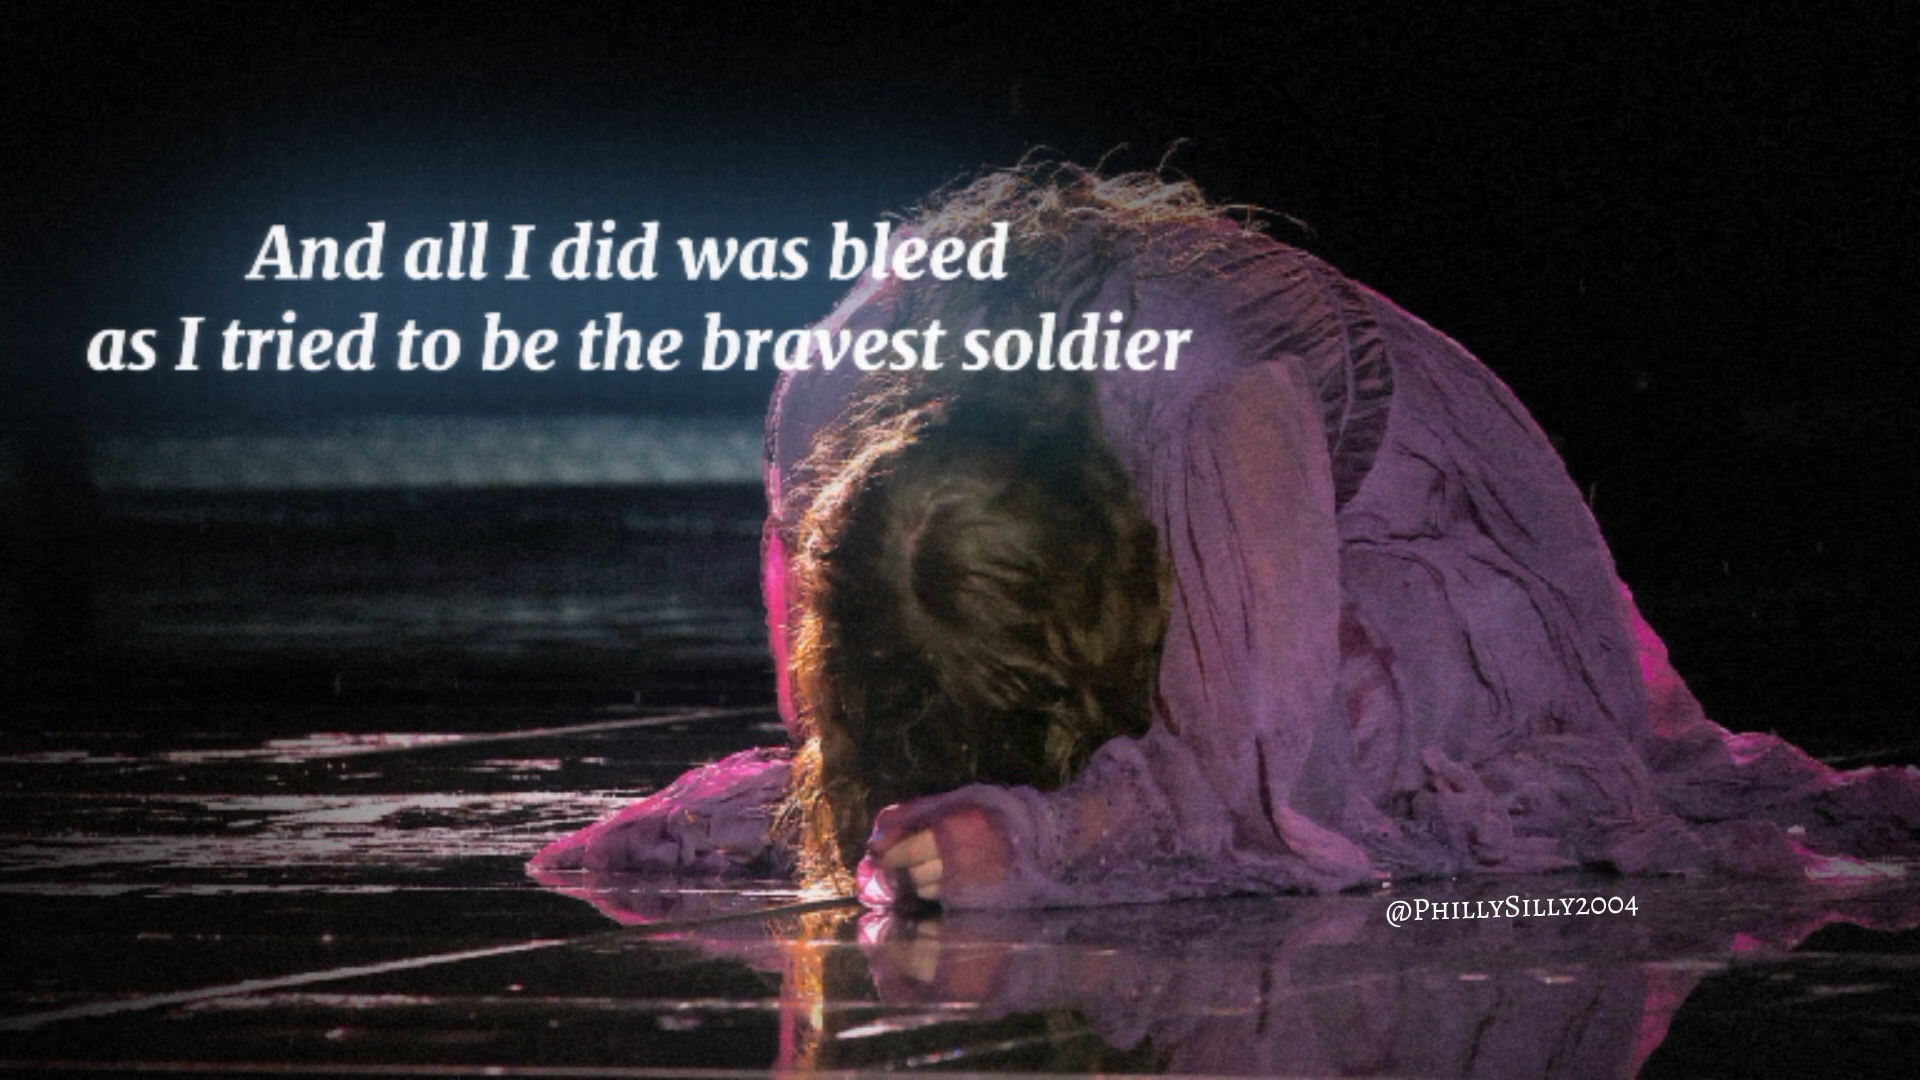 And all I did was bleed
as I tried to be the bravest soldier
@PhillySilly2004